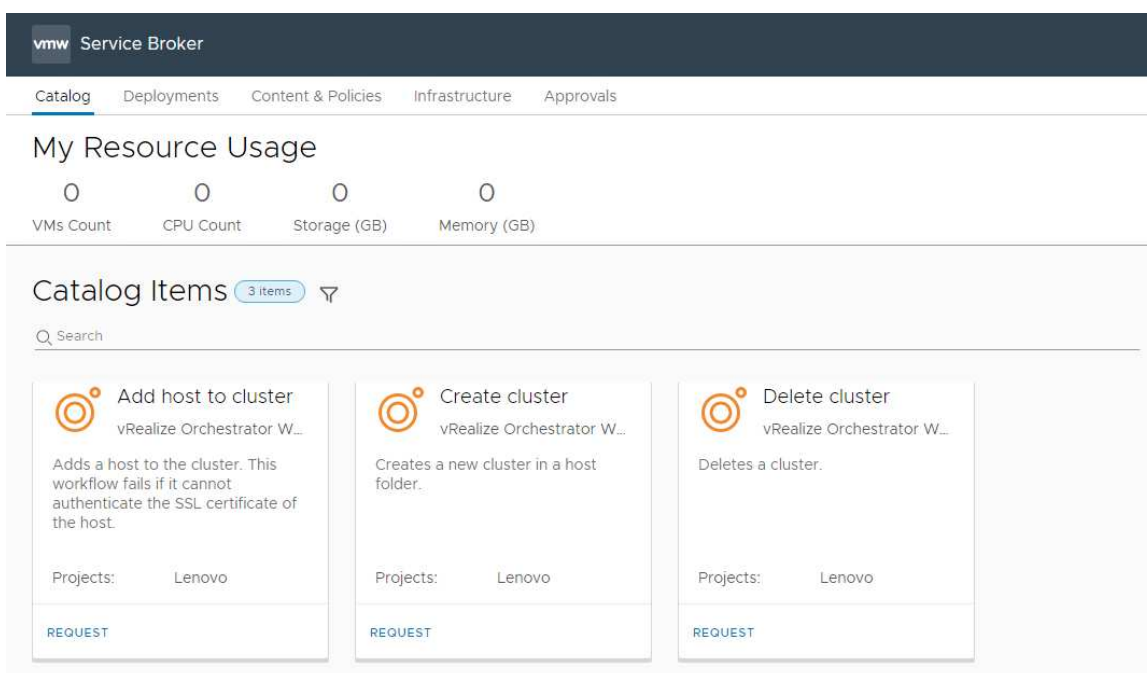 vmw Service Broker
Catalog Deployments Content & Policies Infrastructure Approvals
My Resource Usage
0 0 0 0
VMs Count CPU Count Storage (GB) Memory (GB)
Catalog Items 3 items
Search
Add host to cluster
vRealize Orchestrator W...
Adds a host to the cluster. This
workflow fails if it cannot
authenticate the SSL certificate of
the host.
Projects: Lenovo
REQUEST
Create cluster
vRealize Orchestrator W...
Creates a new cluster in a host
folder.
Projects: Lenovo
REQUEST
Delete cluster
vRealize Orchestrator W...
Deletes a cluster.
Projects: Lenovo
REQUEST